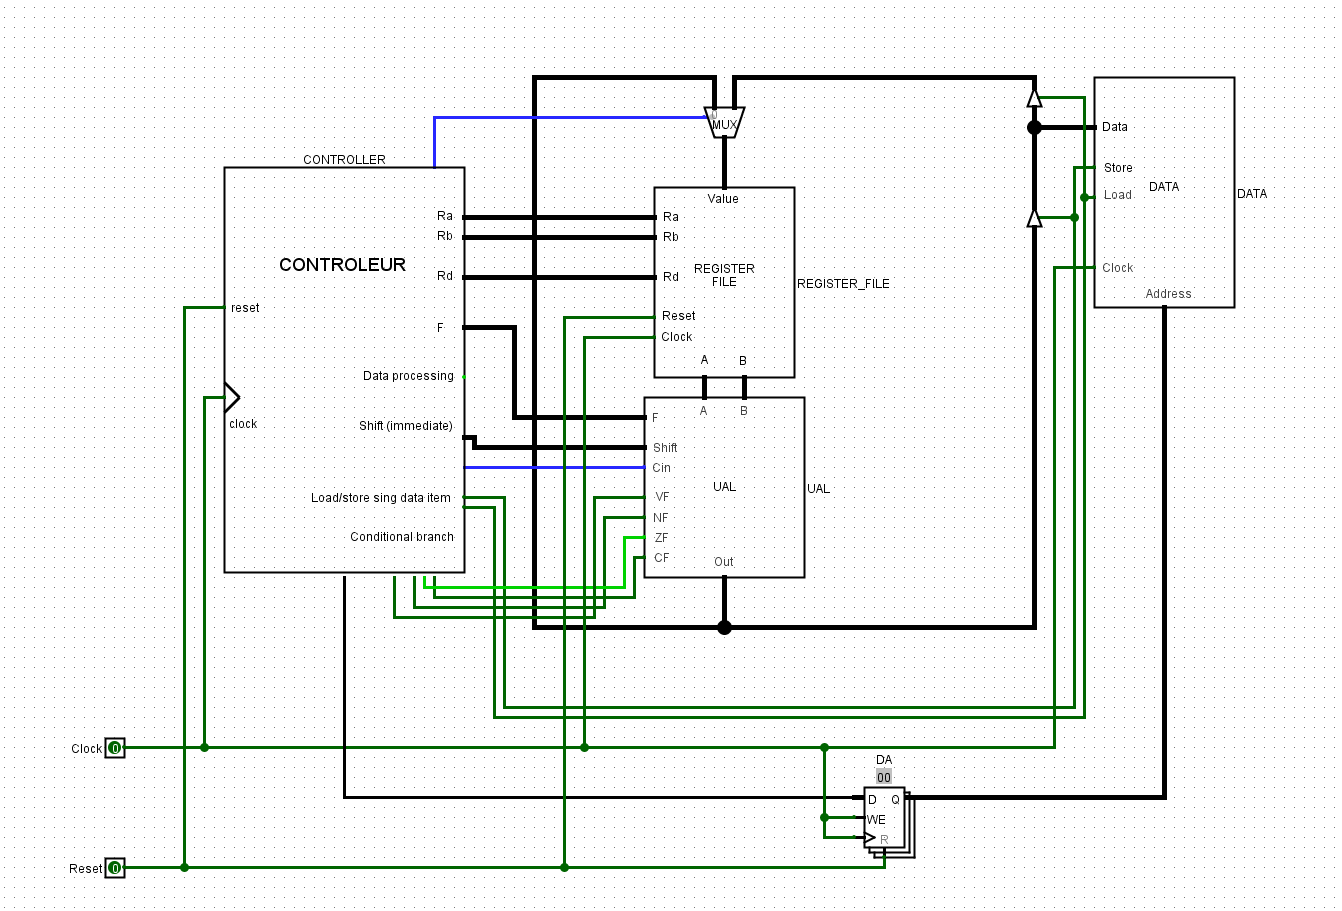 MUX
CONTROLLER
Ra
Rb
Rd
F
CONTROLEUR
reset
clock
Data processing
Shift (immediate)
Load/store sing data item
Conditional branch
Value
Ra
Rb
Rd
REGISTER
FILE
REGISTER_FILE
Reset
Clock
A B
A B
F
Shift
Cin
UAL
UAL
VF
NF
ZF
CF
Out
Data
Store
Load
DATA
DATA
Clock
Address
Clock 0
DA
00
D Q
WE
R
Reset 0